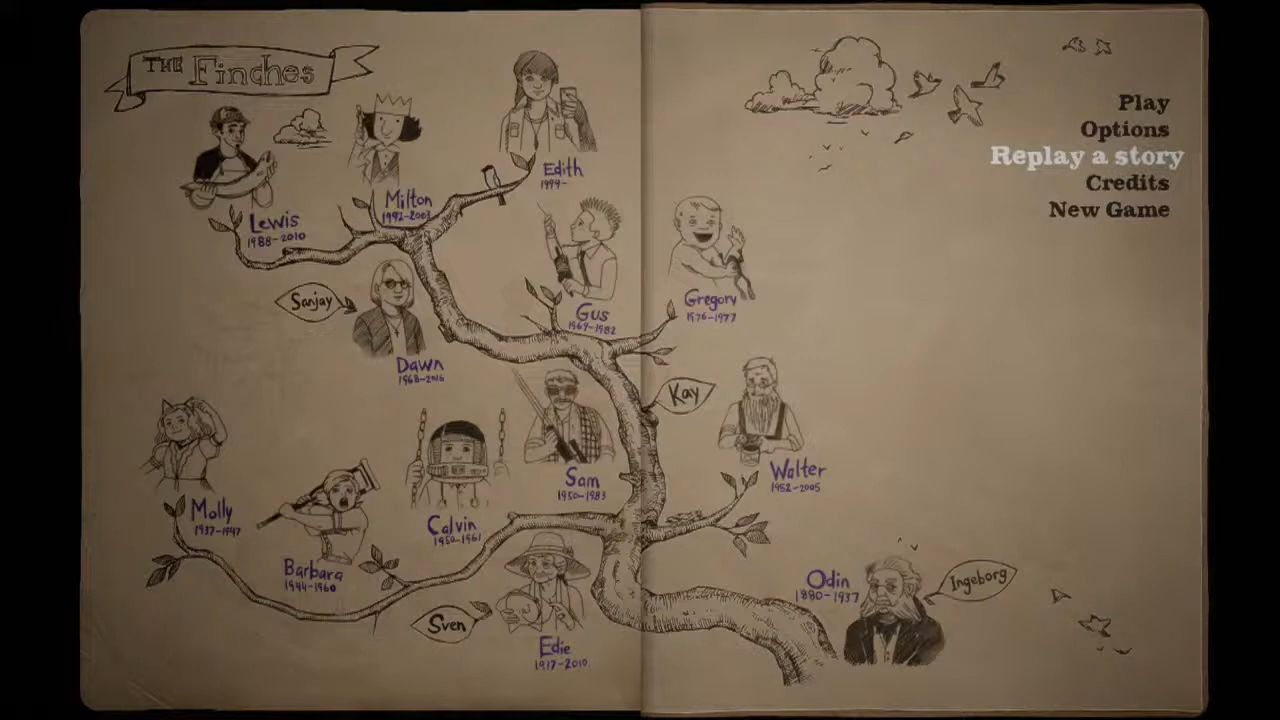 THE Finches
Play
Options
Replay a story
Credits
New Game
Edith
1999-
Milton
1992-2003
Lewis
1988-2010
Sanjay
Dawn
1968-2016
Gus
1969-1982
Gregory
1976-1977
Kay
Sam
1950-1983
Walter
1952-2005
Molly
1937-1947
Barbara
1944-1960
Calvin
1950-1961
Sven
Edie
1917-2010
Odin
1880-1937
Ingeborg